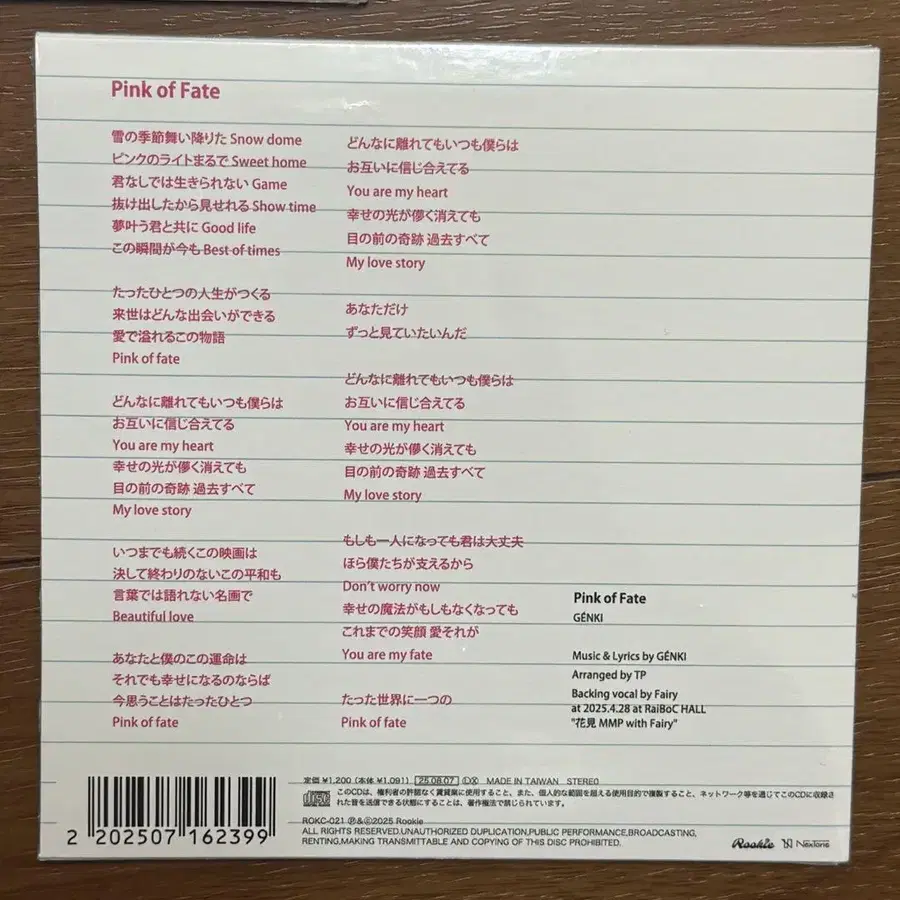 Pink of Fate
雪の季節舞い降りた Snow dome
ピンクのライトまるで Sweet home
君なしでは生きられない Game
抜け出したから見せれる Show time
夢叶う君と共に Good life
この瞬間が今も Best of times
たったひとつの人生がつくる
来世はどんな出会いができる
愛で溢れるこの物語
Pink of fate
どんなに離れてもいつも僕らは
お互いに信じ合えてる
You are my heart
幸せの光が儚く消えても
目の前の奇跡 過去すべて
My love story
いつまでも続くこの映画は
決して終わりのないこの平和も
言葉では語れない名画で
Beautiful love
あなたと僕のこの運命は
それでも幸せになるのならば
今思うことはたったひとつ
Pink of fate
どんなに離れてもいつも僕らは
お互いに信じ合えてる
You are my heart
幸せの光が儚く消えても
目の前の奇跡 過去すべて
My love story
あなただけ
ずっと見ていたいんだ
どんなに離れてもいつも僕らは
お互いに信じ合えてる
You are my heart
幸せの光が儚く消えても
目の前の奇跡 過去すべて
My love story
もしも一人になっても君は大丈夫
ほら僕たちが支えるから
Don't worry now
幸せの魔法がもしもなくなっても
これまでの笑顔 愛それが
You are my fate
たった世界に一つの
Pink of fate
Pink of Fate
GÉNKI
Music & Lyrics by GÉNKI
Arranged by TP
Backing vocal by Fairy
at 2025.4.28 at RaiBoC HALL
"花見 MMP with Fairy"
定価 ¥1,200 (本体 ¥1,091) 25.08.07 Ⓛ Ⓧ MADE IN TAIWAN STEREO
このCDは、権利者の許諾なく賃貸業に使用すること、また、個人的な範囲を超える使用目的で複製すること、ネットワーク等を通じてこのCDに収録さ
れた音を送信できる状態にすることは、著作権法で禁じられています。
ROKC-021 Ⓟ&Ⓒ2025 Rookie
ALL RIGHTS RESERVED.UNAUTHORIZED DUPLICATION,PUBLIC PERFORMANCE,BROADCASTING,
RENTING,MAKING TRANSMITTABLE AND COPYING OF THIS DISC PROHIBITED.
2 202507 162399
Rookie NexTone